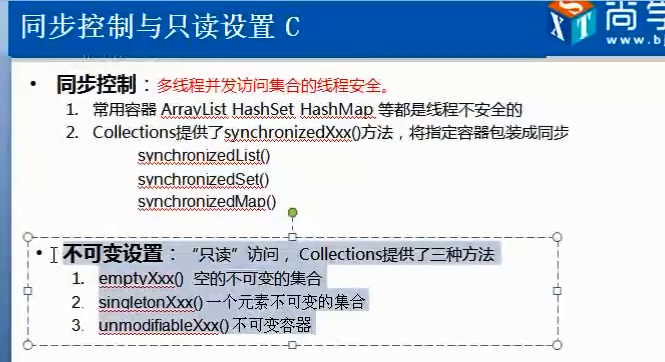 同步控制与只读设置 C
尚学
www.bj
• 同步控制：多线程并发访问集合的线程安全。
1. 常用容器 ArrayList HashSet HashMap 等都是线程不安全的
2. Collections提供了synchronizedXxx()方法，将指定容器包装成同步
synchronizedList()
synchronizedSet()
synchronizedMap()
• 不可变设置：“只读”访问，Collections提供了三种方法
1. emptyXxx() 空的不可变的集合
2. singletonXxx()一个元素不可变的集合
3. unmodifiableXxx()不可变容器